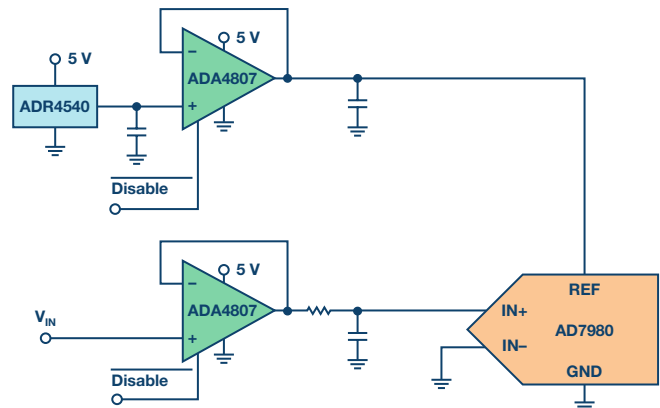 5 V
5 V
−
ADA4807
ADR4540
+
Disable
5 V
−
REF
ADA4807
IN+
V_IN
AD7980
+
IN−
Disable
GND